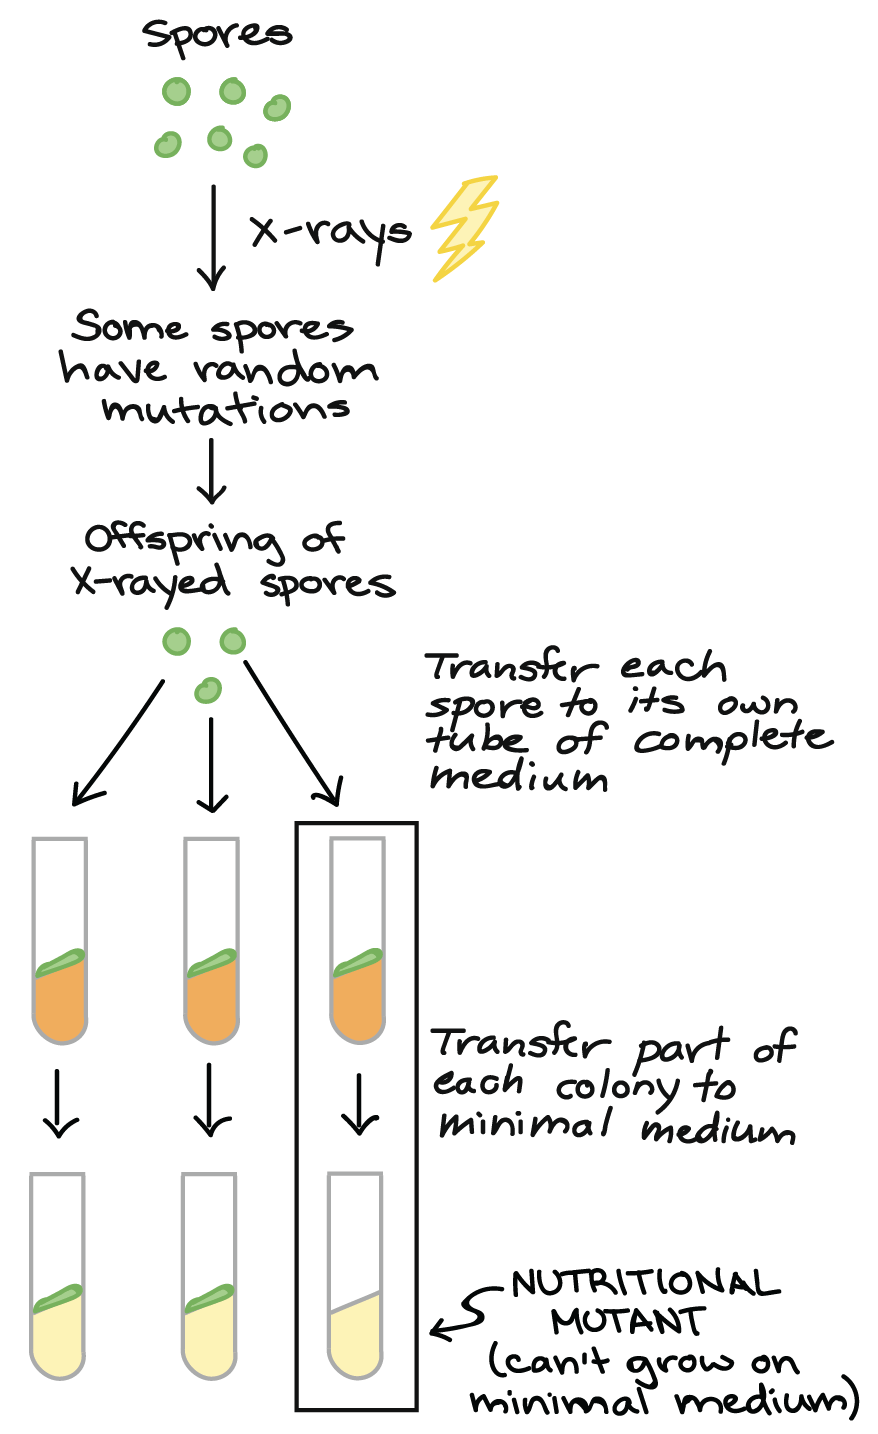 Spores
X-rays
Some spores
have random
mutations
Offspring of
X-rayed spores
Transfer each
spore to its own
tube of complete
medium
Transfer part of
each colony to
minimal medium
NUTRITIONAL
MUTANT
(can't grow on
minimal medium)